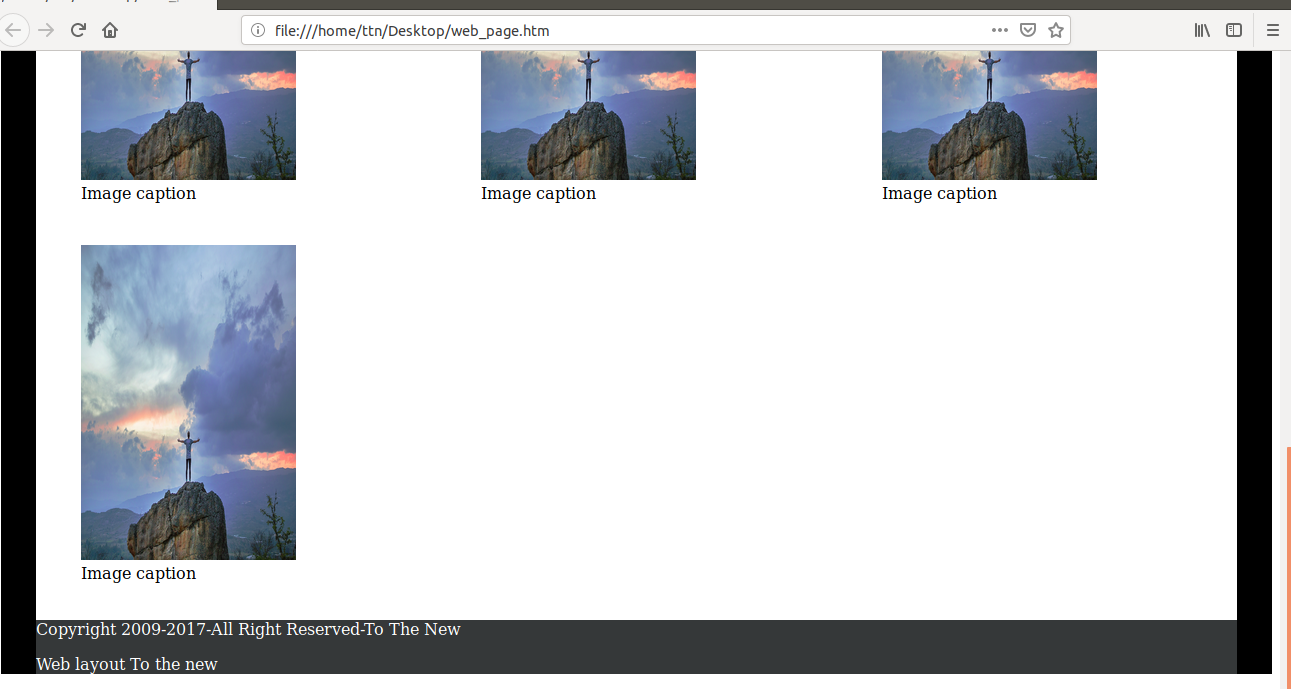 file:///home/ttn/Desktop/web_page.htm
Image caption Image caption Image caption
Image caption
Copyright 2009-2017-All Right Reserved-To The New
Web layout To the new